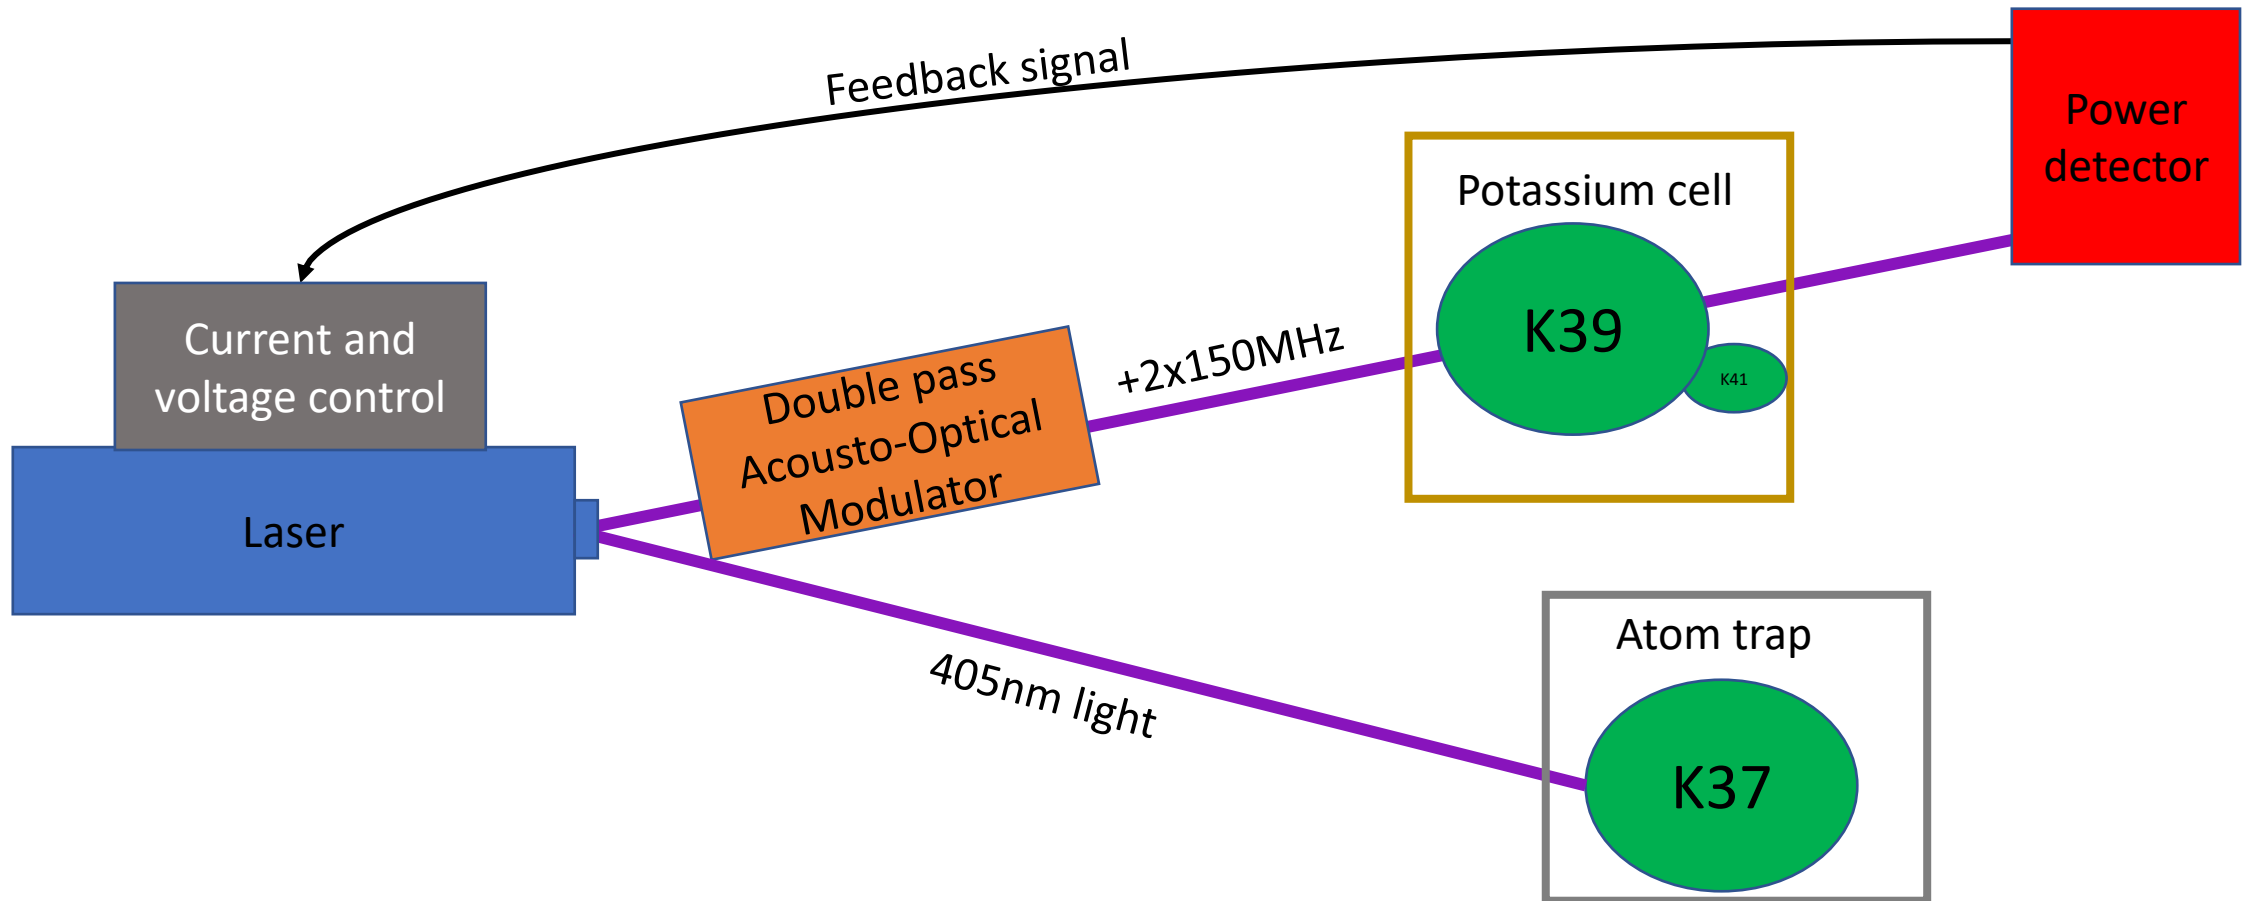 Feedback signal
Power
detector
Potassium cell
K39
K41
+2x150MHz
Current and
voltage control
Double pass
Acousto-Optical
Modulator
Laser
405nm light
Atom trap
K37